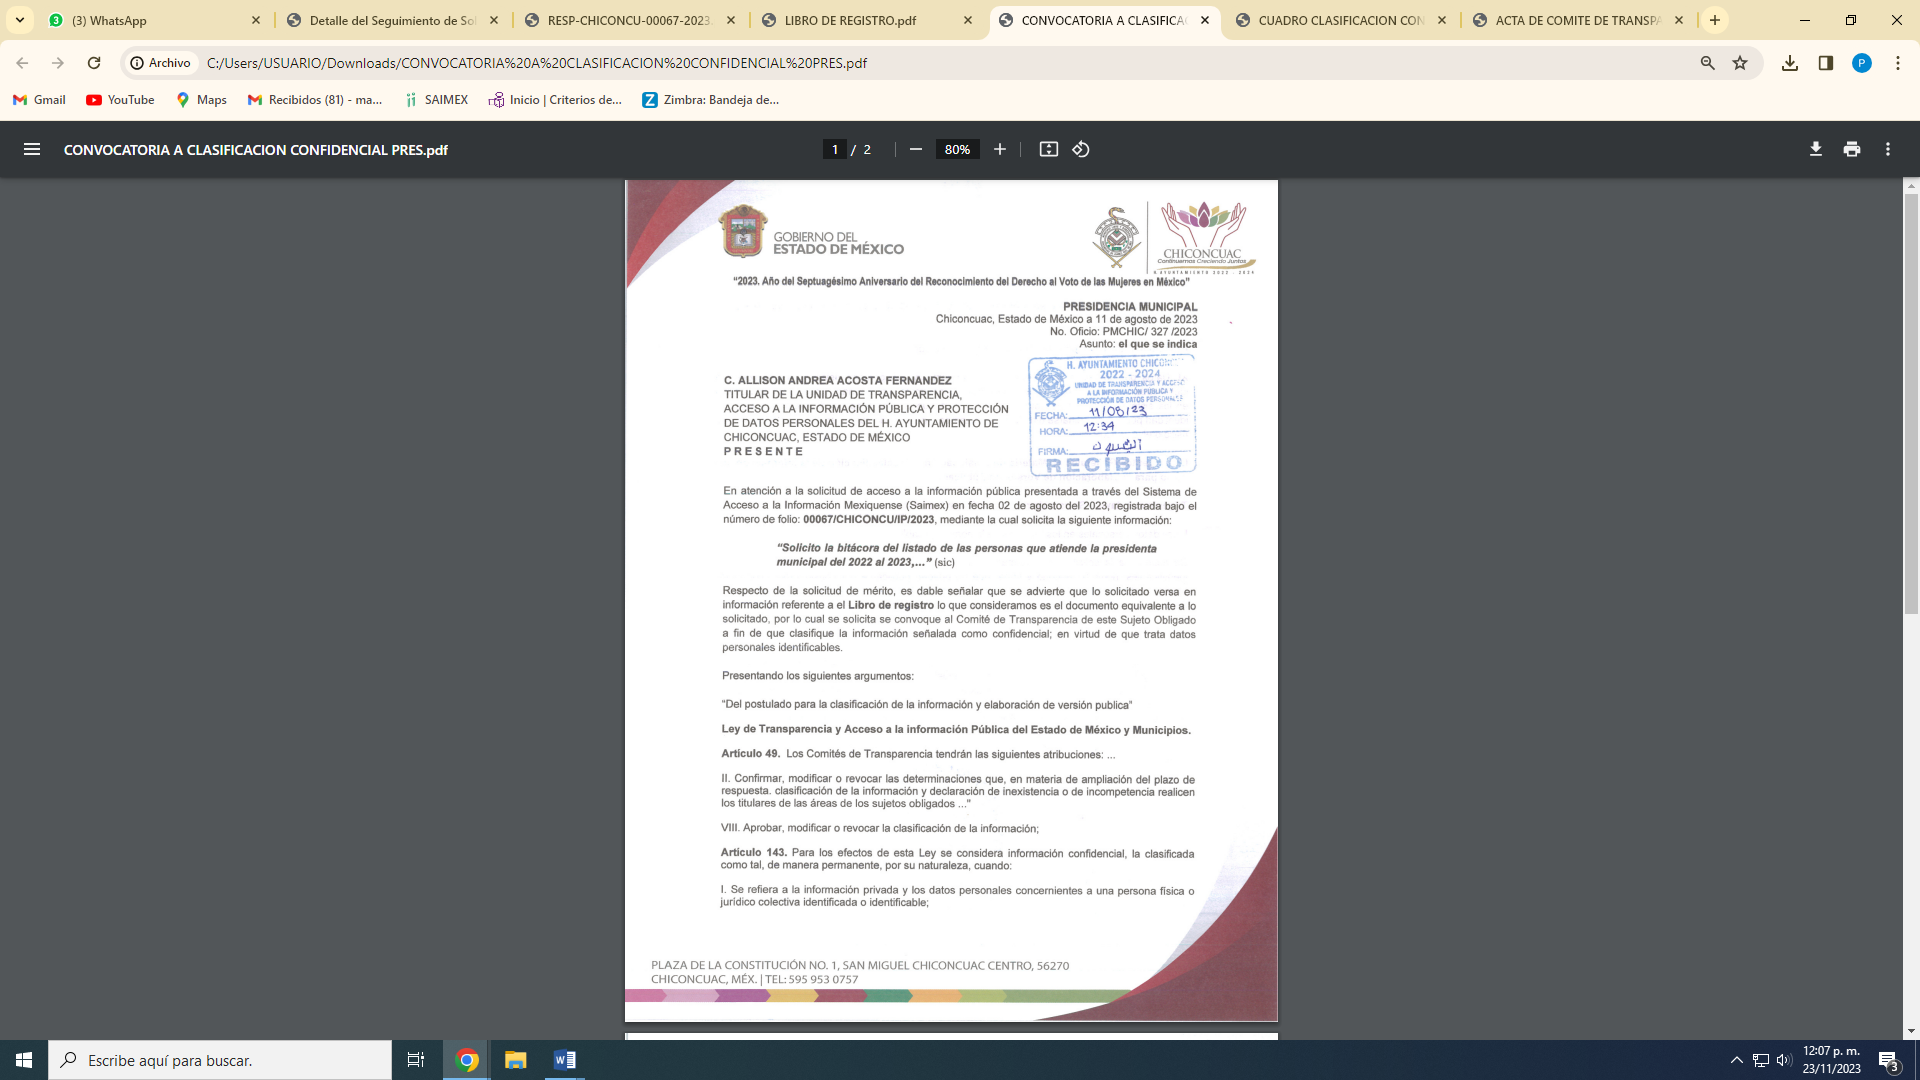 (3) WhatsApp
Detalle del Seguimiento de Sol
RESP-CHICONCU-00067-2023.
LIBRO DE REGISTRO.pdf
CONVOCATORIA A CLASIFICA
CUADRO CLASIFICACION CON
ACTA DE COMITE DE TRANSPA
Archivo
C:/Users/USUARIO/Downloads/CONVOCATORIA%20A%20CLASIFICACION%20CONFIDENCIAL%20PRES.pdf
P
Gmail
YouTube
Maps
Recibidos (81) - ma...
SAIMEX
Inicio | Criterios de...
Zimbra: Bandeja de...
CONVOCATORIA A CLASIFICACION CONFIDENCIAL PRES.pdf
1 / 2
80%
GOBIERNO DEL
ESTADO DE MÉXICO
CHICONCUAC
Continuemos Creciendo Juntos
H. AYUNTAMIENTO 2022 - 2024
"2023. Año del Septuagésimo Aniversario del Reconocimiento del Derecho al Voto de las Mujeres en México"
PRESIDENCIA MUNICIPAL
Chiconcuac, Estado de México a 11 de agosto de 2023
No. Oficio: PMCHIC/ 327 /2023
Asunto: el que se indica
H. AYUNTAMIENTO CHICONC
2022 - 2024
UNIDAD DE TRANSPARENCIA Y ACCESO
A LA INFORMACIÓN PÚBLICA Y
PROTECCIÓN DE DATOS PERSONALES
FECHA: 11/08/23
HORA: 12:34
FIRMA:
RECIBIDO
C. ALLISON ANDREA ACOSTA FERNANDEZ
TITULAR DE LA UNIDAD DE TRANSPARENCIA,
ACCESO A LA INFORMACIÓN PÚBLICA Y PROTECCIÓN
DE DATOS PERSONALES DEL H. AYUNTAMIENTO DE
CHICONCUAC, ESTADO DE MÉXICO
P R E S E N T E
En atención a la solicitud de acceso a la información pública presentada a través del Sistema de
Acceso a la Información Mexiquense (Saimex) en fecha 02 de agosto del 2023, registrada bajo el
número de folio: 00067/CHICONCU/IP/2023, mediante la cual solicita la siguiente información:
"Solicito la bitácora del listado de las personas que atiende la presidenta
municipal del 2022 al 2023,..." (sic)
Respecto de la solicitud de mérito, es dable señalar que se advierte que lo solicitado versa en
información referente a el Libro de registro lo que consideramos es el documento equivalente a lo
solicitado, por lo cual se solicita se convoque al Comité de Transparencia de este Sujeto Obligado
a fin de que clasifique la información señalada como confidencial; en virtud de que trata datos
personales identificables.
Presentando los siguientes argumentos:
"Del postulado para la clasificación de la información y elaboración de versión publica"
Ley de Transparencia y Acceso a la información Pública del Estado de México y Municipios.
Artículo 49. Los Comités de Transparencia tendrán las siguientes atribuciones: ...
II. Confirmar, modificar o revocar las determinaciones que, en materia de ampliación del plazo de
respuesta. clasificación de la información y declaración de inexistencia o de incompetencia realicen
los titulares de las áreas de los sujetos obligados ..."
VIII. Aprobar, modificar o revocar la clasificación de la información;
Artículo 143. Para los efectos de esta Ley se considera información confidencial, la clasificada
como tal, de manera permanente, por su naturaleza, cuando:
I. Se refiera a la información privada y los datos personales concernientes a una persona física o
jurídico colectiva identificada o identificable;
PLAZA DE LA CONSTITUCIÓN NO. 1, SAN MIGUEL CHICONCUAC CENTRO, 56270
CHICONCUAC, MÉX. | TEL: 595 953 0757
Escribe aquí para buscar.
12:07 p. m.
23/11/2023
3